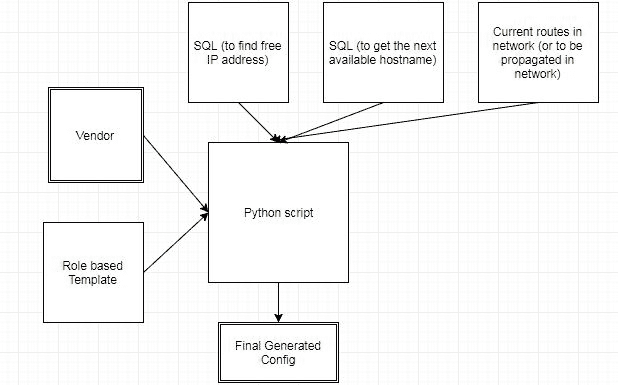 SQL (to find free
IP address)
SQL (to get the next
available hostname)
Current routes in
network (or to be
propagated in
network)
Vendor
Python script
Role based
Template
Final Generated
Config